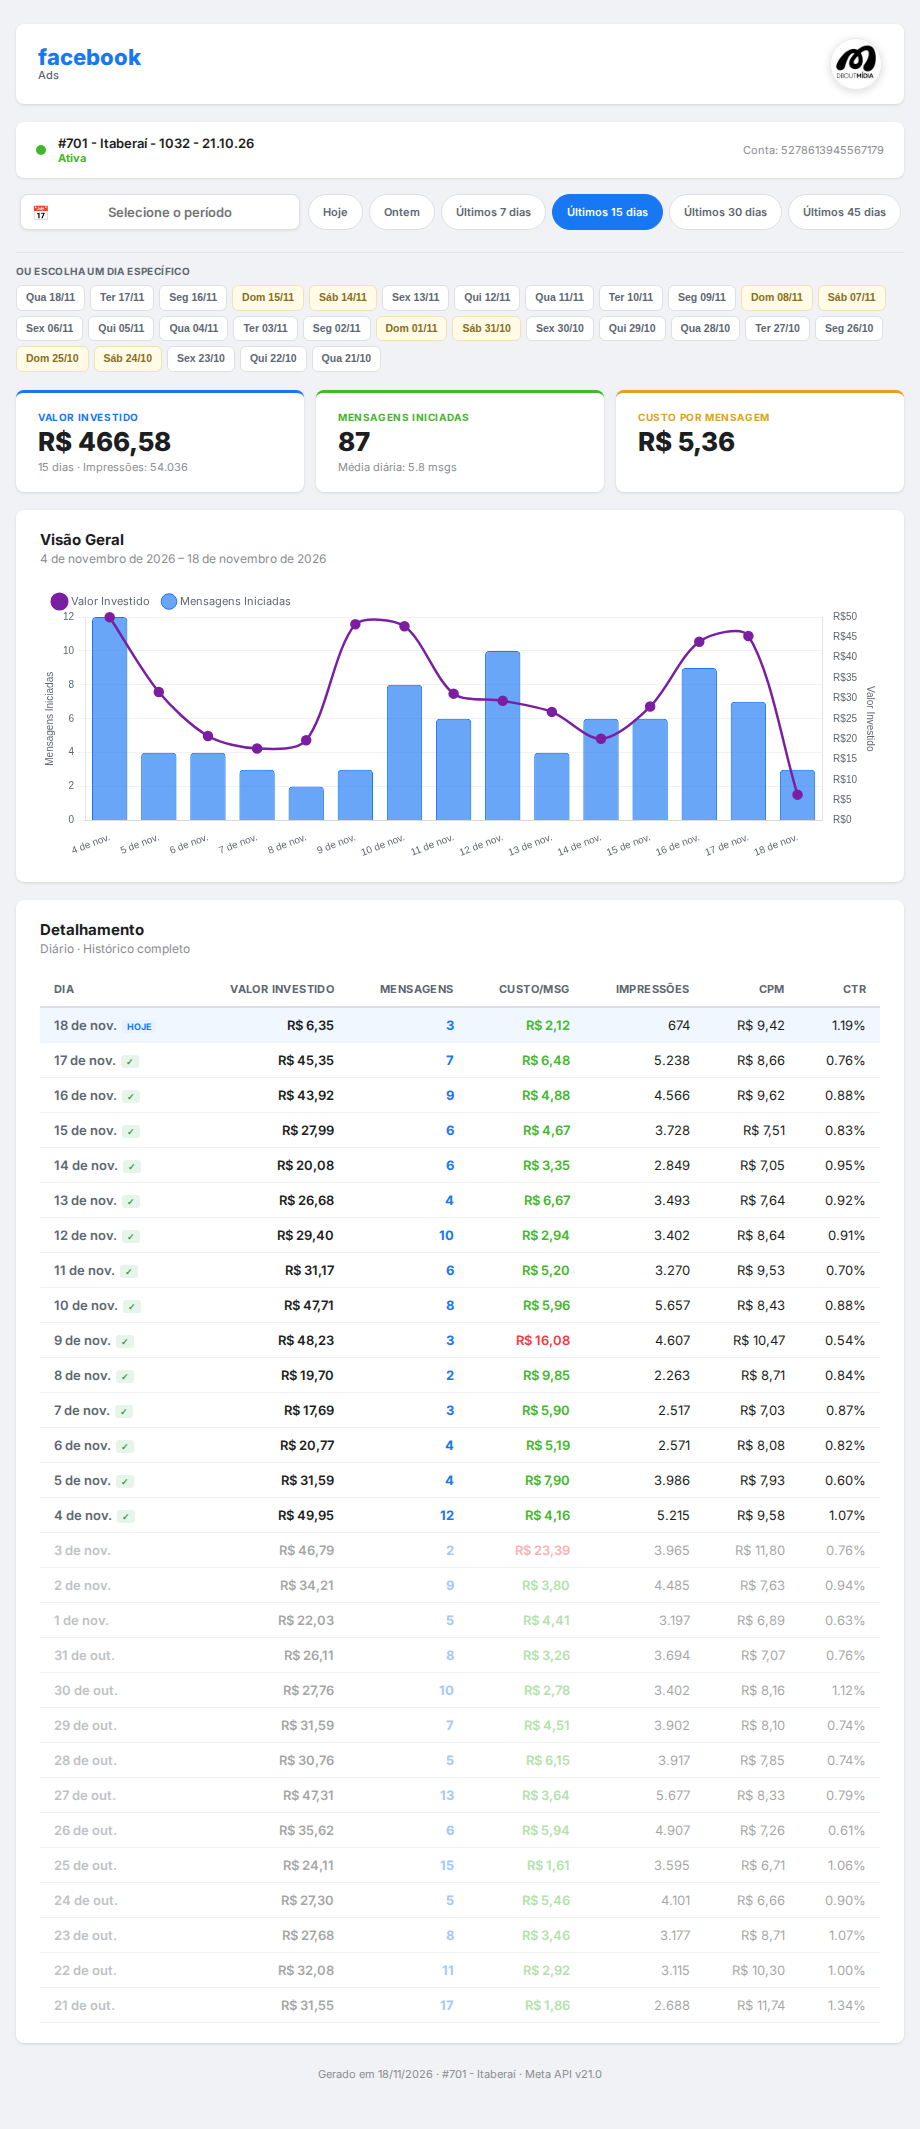 facebook
Ads
DBOUTMÍDIA
#701 - Itaberaí - 1032 - 21.10.26
Ativa
Conta: 5278613945567179
Selecione o período
Hoje
Ontem
Últimos 7 dias
Últimos 15 dias
Últimos 30 dias
Últimos 45 dias
OU ESCOLHA UM DIA ESPECÍFICO
Qua 18/11 Ter 17/11 Seg 16/11 Dom 15/11 Sáb 14/11 Sex 13/11 Qui 12/11 Qua 11/11 Ter 10/11 Seg 09/11 Dom 08/11 Sáb 07/11
Sex 06/11 Qui 05/11 Qua 04/11 Ter 03/11 Seg 02/11 Dom 01/11 Sáb 31/10 Sex 30/10 Qui 29/10 Qua 28/10 Ter 27/10 Seg 26/10
Dom 25/10 Sáb 24/10 Sex 23/10 Qui 22/10 Qua 21/10
VALOR INVESTIDO
R$ 466,58
15 dias · Impressões: 54.036
MENSAGENS INICIADAS
87
Média diária: 5.8 msgs
CUSTO POR MENSAGEM
R$ 5,36
Visão Geral
4 de novembro de 2026 – 18 de novembro de 2026
Valor Investido Mensagens Iniciadas
Mensagens Iniciadas
12
10
8
6
4
2
0
R$50
R$45
R$40
R$35
R$30
R$25
R$20
R$15
R$10
R$5
R$0
Valor Investido
4 de nov. 5 de nov. 6 de nov. 7 de nov. 8 de nov. 9 de nov. 10 de nov. 11 de nov. 12 de nov. 13 de nov. 14 de nov. 15 de nov. 16 de nov. 17 de nov. 18 de nov.
Detalhamento
Diário · Histórico completo
DIA VALOR INVESTIDO MENSAGENS CUSTO/MSG IMPRESSÕES CPM CTR
18 de nov. HOJE R$ 6,35 3 R$ 2,12 674 R$ 9,42 1.19%
17 de nov. ✓ R$ 45,35 7 R$ 6,48 5.238 R$ 8,66 0.76%
16 de nov. ✓ R$ 43,92 9 R$ 4,88 4.566 R$ 9,62 0.88%
15 de nov. ✓ R$ 27,99 6 R$ 4,67 3.728 R$ 7,51 0.83%
14 de nov. ✓ R$ 20,08 6 R$ 3,35 2.849 R$ 7,05 0.95%
13 de nov. ✓ R$ 26,68 4 R$ 6,67 3.493 R$ 7,64 0.92%
12 de nov. ✓ R$ 29,40 10 R$ 2,94 3.402 R$ 8,64 0.91%
11 de nov. ✓ R$ 31,17 6 R$ 5,20 3.270 R$ 9,53 0.70%
10 de nov. ✓ R$ 47,71 8 R$ 5,96 5.657 R$ 8,43 0.88%
9 de nov. ✓ R$ 48,23 3 R$ 16,08 4.607 R$ 10,47 0.54%
8 de nov. ✓ R$ 19,70 2 R$ 9,85 2.263 R$ 8,71 0.84%
7 de nov. ✓ R$ 17,69 3 R$ 5,90 2.517 R$ 7,03 0.87%
6 de nov. ✓ R$ 20,77 4 R$ 5,19 2.571 R$ 8,08 0.82%
5 de nov. ✓ R$ 31,59 4 R$ 7,90 3.986 R$ 7,93 0.60%
4 de nov. ✓ R$ 49,95 12 R$ 4,16 5.215 R$ 9,58 1.07%
3 de nov. R$ 46,79 2 R$ 23,39 3.965 R$ 11,80 0.76%
2 de nov. R$ 34,21 9 R$ 3,80 4.485 R$ 7,63 0.94%
1 de nov. R$ 22,03 5 R$ 4,41 3.197 R$ 6,89 0.63%
31 de out. R$ 26,11 8 R$ 3,26 3.694 R$ 7,07 0.76%
30 de out. R$ 27,76 10 R$ 2,78 3.402 R$ 8,16 1.12%
29 de out. R$ 31,59 7 R$ 4,51 3.902 R$ 8,10 0.74%
28 de out. R$ 30,76 5 R$ 6,15 3.917 R$ 7,85 0.74%
27 de out. R$ 47,31 13 R$ 3,64 5.677 R$ 8,33 0.79%
26 de out. R$ 35,62 6 R$ 5,94 4.907 R$ 7,26 0.61%
25 de out. R$ 24,11 15 R$ 1,61 3.595 R$ 6,71 1.06%
24 de out. R$ 27,30 5 R$ 5,46 4.101 R$ 6,66 0.90%
23 de out. R$ 27,68 8 R$ 3,46 3.177 R$ 8,71 1.07%
22 de out. R$ 32,08 11 R$ 2,92 3.115 R$ 10,30 1.00%
21 de out. R$ 31,55 17 R$ 1,86 2.688 R$ 11,74 1.34%
Gerado em 18/11/2026 · #701 - Itaberaí · Meta API v21.0